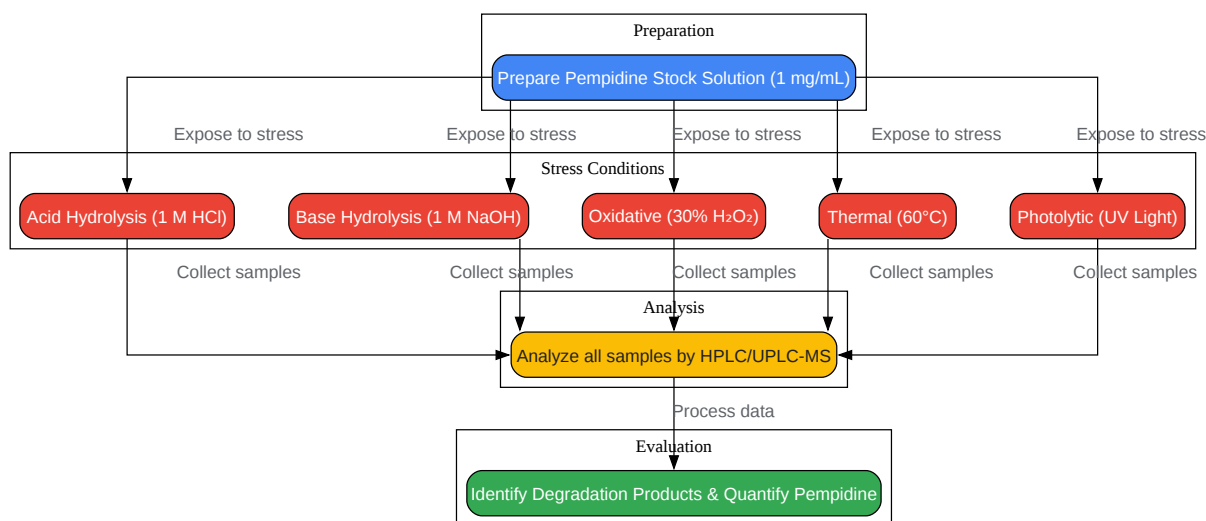 Preparation
Prepare Pempidine Stock Solution (1 mg/mL)
Expose to stress
Expose to stress
Expose to stress
Expose to stress
Expose to stress
Stress Conditions
Acid Hydrolysis (1 M HCl)
Base Hydrolysis (1 M NaOH)
Oxidative (30% H₂O₂)
Thermal (60°C)
Photolytic (UV Light)
Collect samples
Collect samples
Collect samples
Collect samples
Collect samples
Analysis
Analyze all samples by HPLC/UPLC-MS
Process data
Evaluation
Identify Degradation Products & Quantify Pempidine